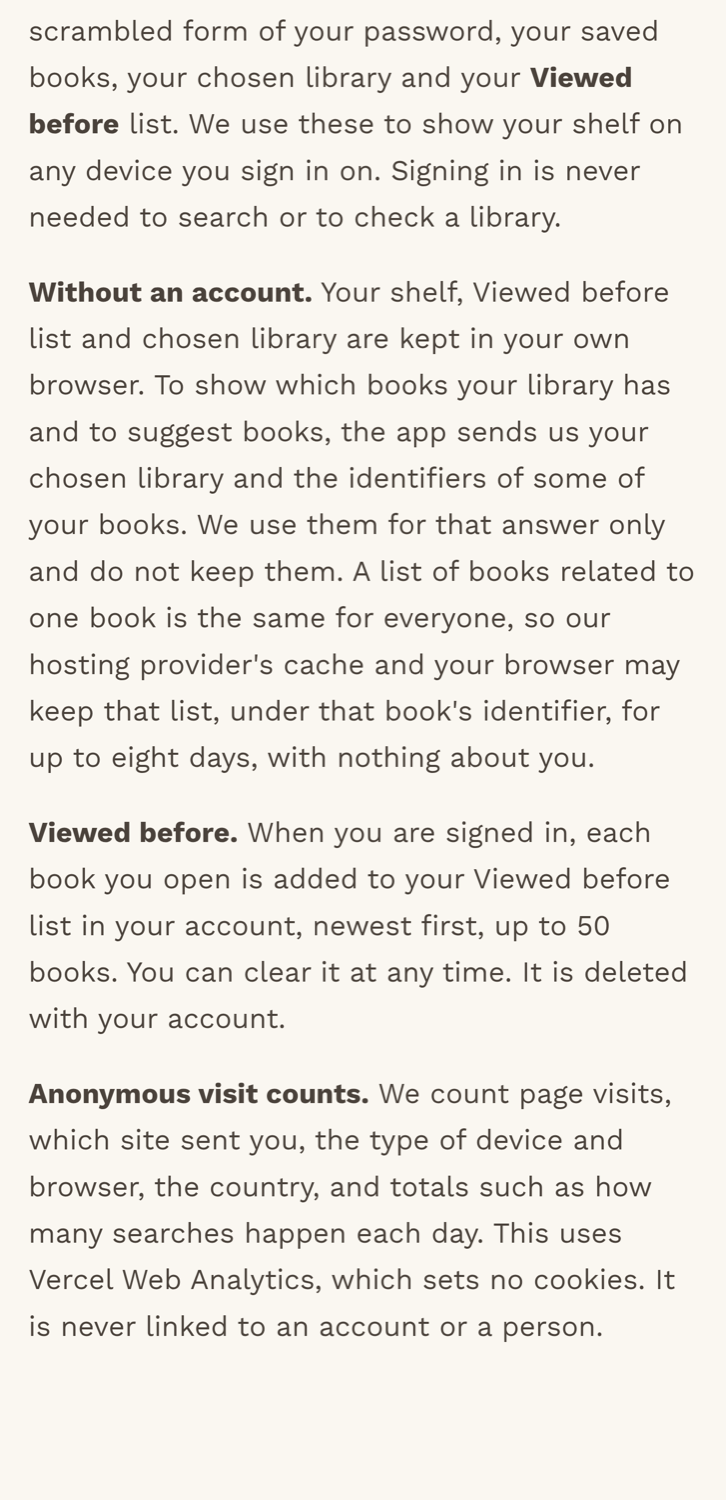 scrambled form of your password, your saved
books, your chosen library and your Viewed
before list. We use these to show your shelf on
any device you sign in on. Signing in is never
needed to search or to check a library.
Without an account. Your shelf, Viewed before
list and chosen library are kept in your own
browser. To show which books your library has
and to suggest books, the app sends us your
chosen library and the identifiers of some of
your books. We use them for that answer only
and do not keep them. A list of books related to
one book is the same for everyone, so our
hosting provider's cache and your browser may
keep that list, under that book's identifier, for
up to eight days, with nothing about you.
Viewed before. When you are signed in, each
book you open is added to your Viewed before
list in your account, newest first, up to 50
books. You can clear it at any time. It is deleted
with your account.
Anonymous visit counts. We count page visits,
which site sent you, the type of device and
browser, the country, and totals such as how
many searches happen each day. This uses
Vercel Web Analytics, which sets no cookies. It
is never linked to an account or a person.